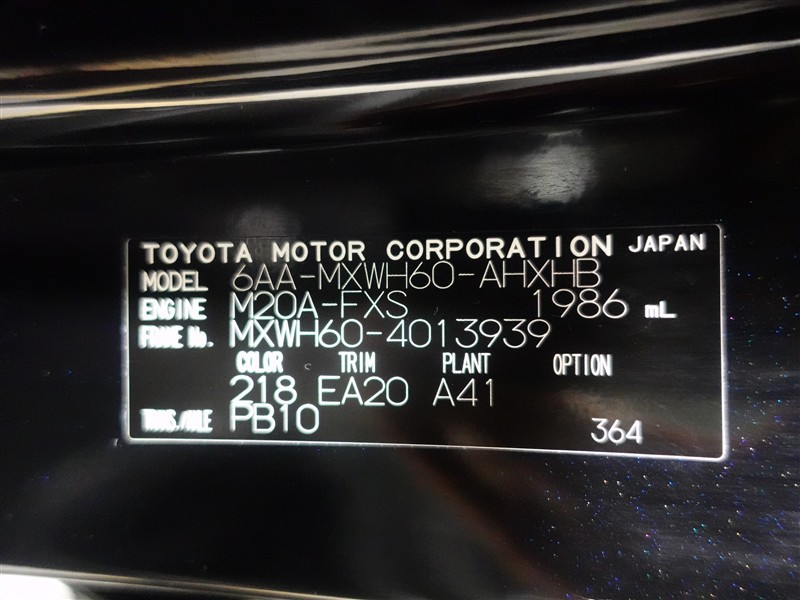 TOYOTA MOTOR CORPORATION JAPAN
MODEL 6AA-MXWH60-AHXHB
ENGINE M20A-FXS 1986 mL
FRAME No. MXWH60-4013939
COLOR TRIM PLANT OPTION
218 EA20 A41
TRANS./AXLE PB10 364